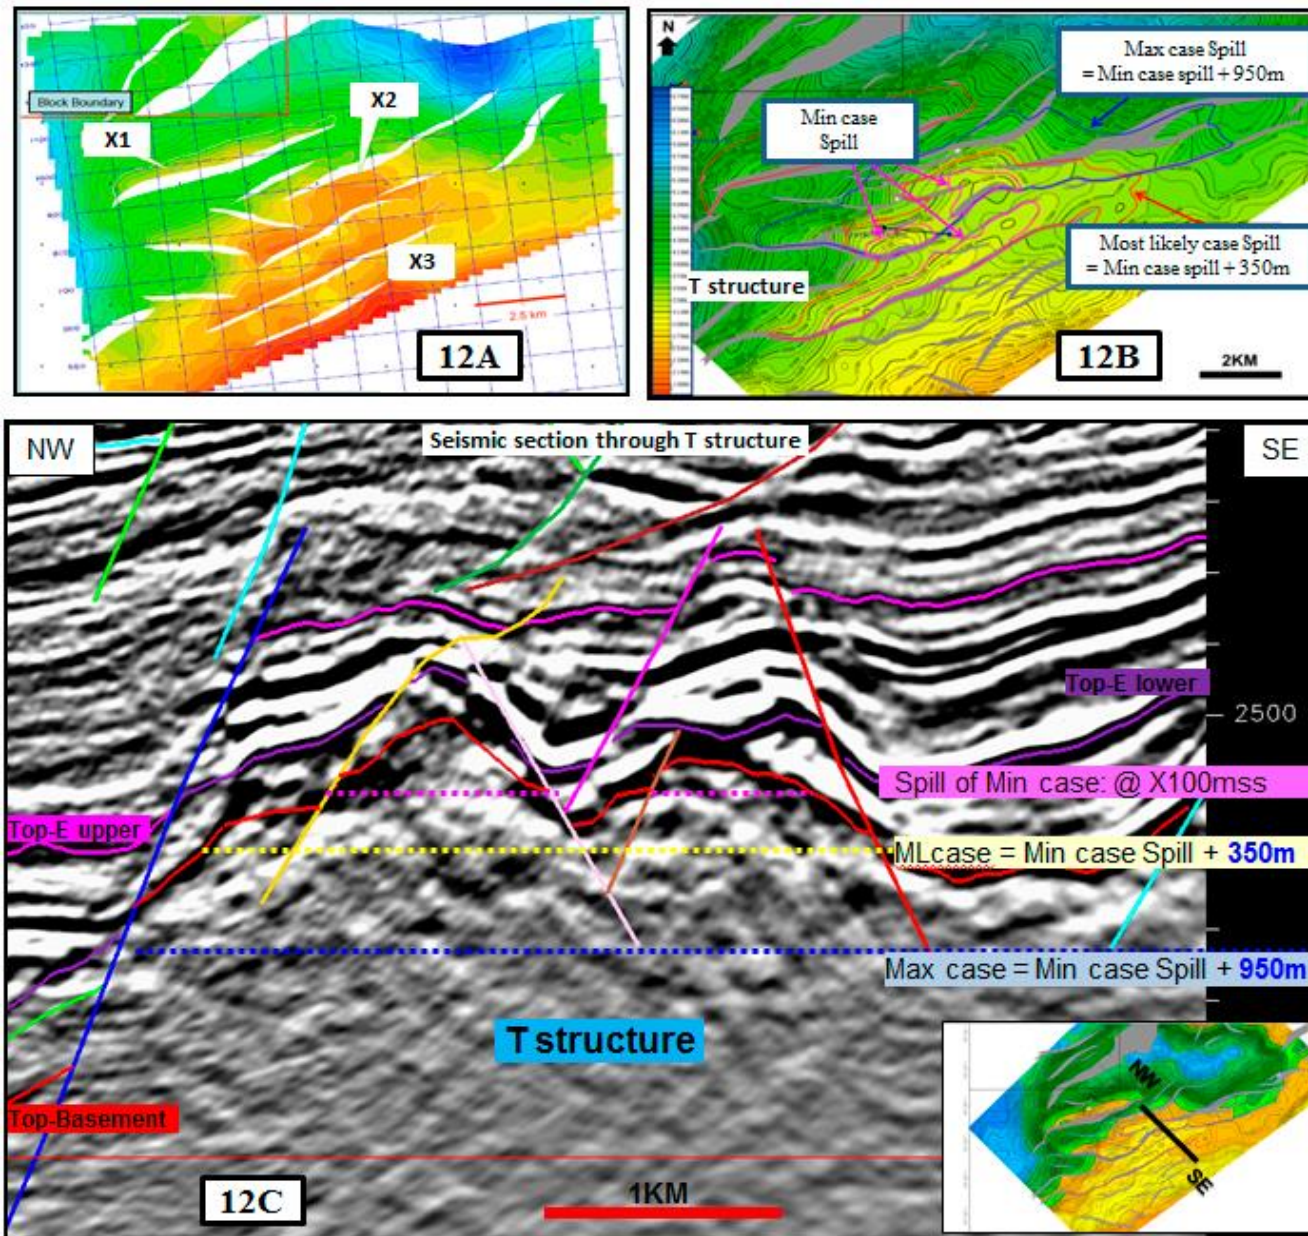 Block Boundary
X1
X2
X3
2.5 km
12A
N
Min case
Spill
Max case Spill
= Min case spill + 950m
Most likely case Spill
= Min case spill + 350m
T structure
12B
2KM
NW
Seismic section through T structure
SE
Top-E lower
2500
Spill of Min case: @ X100mss
Top-E upper
MLcase = Min case Spill + 350m
Max case = Min case Spill + 950m
T structure
Top-Basement
12C
1KM
NW
SE